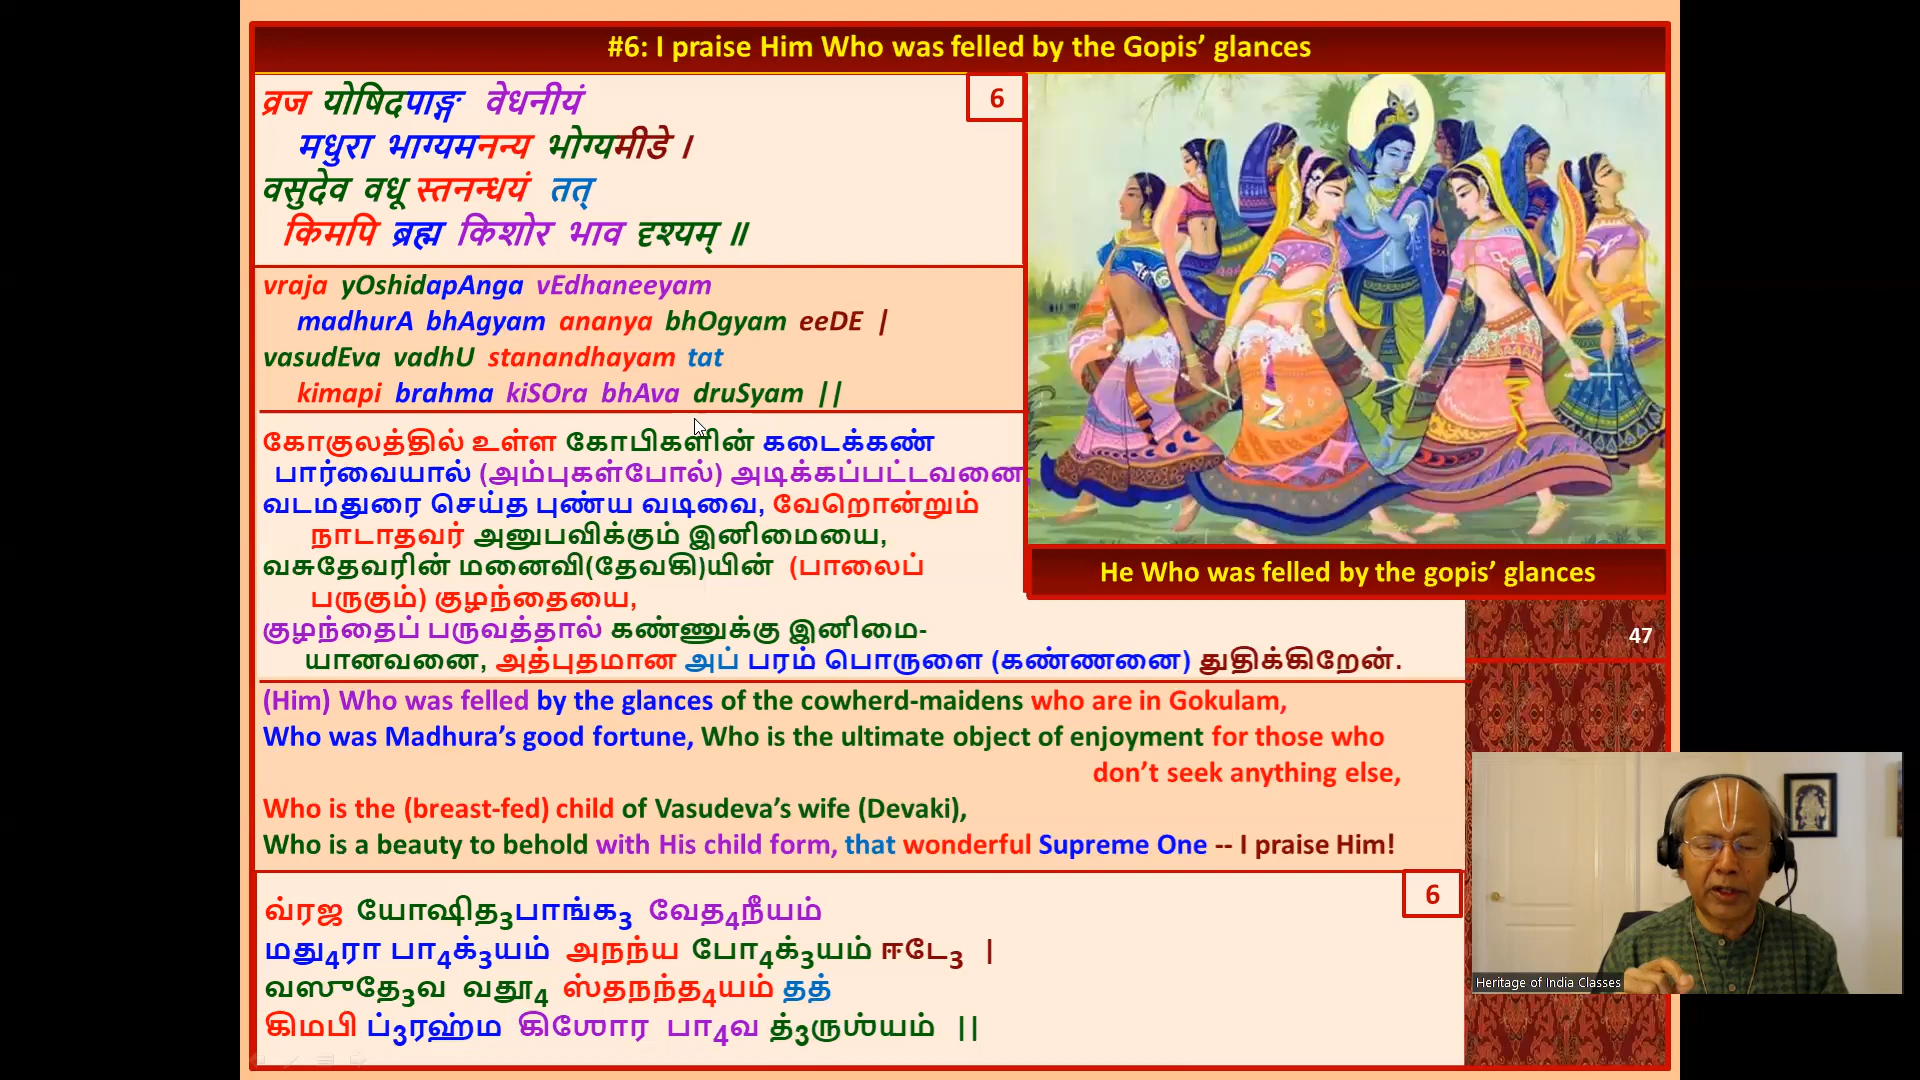 #6: I praise Him Who was felled by the Gopis’ glances
6
व्रज योषिदपाङ्ग वेधनीयं
मधुरा भाग्यमनन्य भोग्यमीडे ।
वसुदेव वधू स्तनन्धयं तत्
किमपि ब्रह्म किशोर भाव दृश्यम् ॥
vraja yOshidapAnga vEdhaneeyam
madhurA bhAgyam ananya bhOgyam eeDE |
vasudEva vadhU stanandhayam tat
kimapi brahma kiSOra bhAva druSyam ||
கோகுலத்தில் உள்ள கோபிகளின் கடைக்கண்
பார்வையால் (அம்புகள்போல்) அடிக்கப்பட்டவனை,
வடமதுரை செய்த புண்ய வடிவை, வேறொன்றும்
நாடாதவர் அனுபவிக்கும் இனிமையை,
வசுதேவரின் மனைவி(தேவகி)யின் (பாலைப்
பருகும்) குழந்தையை,
குழந்தைப் பருவத்தால் கண்ணுக்கு இனிமை-
யானவனை, அத்புதமான அப் பரம் பொருளை (கண்ணனை) துதிக்கிறேன்.
He Who was felled by the gopis’ glances
47
(Him) Who was felled by the glances of the cowherd-maidens who are in Gokulam,
Who was Madhura’s good fortune, Who is the ultimate object of enjoyment for those who
don’t seek anything else,
Who is the (breast-fed) child of Vasudeva’s wife (Devaki),
Who is a beauty to behold with His child form, that wonderful Supreme One -- I praise Him!
6
வ்ரஜ யோஷித3பாங்க3 வேத4நீயம்
மது4ரா பா4க்3யம் அநந்ய போ4க்3யம் ஈடே3 |
வஸுதே3வ வதூ4 ஸ்தநந்த4யம் தத்
கிமபி ப்3ரஹ்ம கிஶோர பா4வ த்3ருஶ்யம் ||
Heritage of India Classes